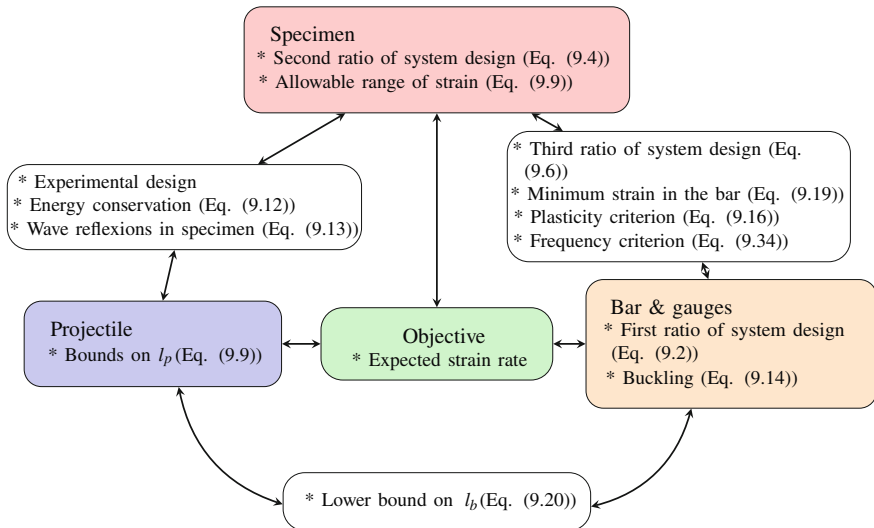 Specimen
* Second ratio of system design (Eq. (9.4))
* Allowable range of strain (Eq. (9.9))
* Experimental design
* Energy conservation (Eq. (9.12))
* Wave reflexions in specimen (Eq. (9.13))
* Third ratio of system design (Eq.
(9.6))
* Minimum strain in the bar (Eq. (9.19))
* Plasticity criterion (Eq. (9.16))
* Frequency criterion (Eq. (9.34))
Projectile
* Bounds on l_p(Eq. (9.9))
Objective
* Expected strain rate
Bar & gauges
* First ratio of system design
(Eq. (9.2))
* Buckling (Eq. (9.14))
* Lower bound on l_b(Eq. (9.20))